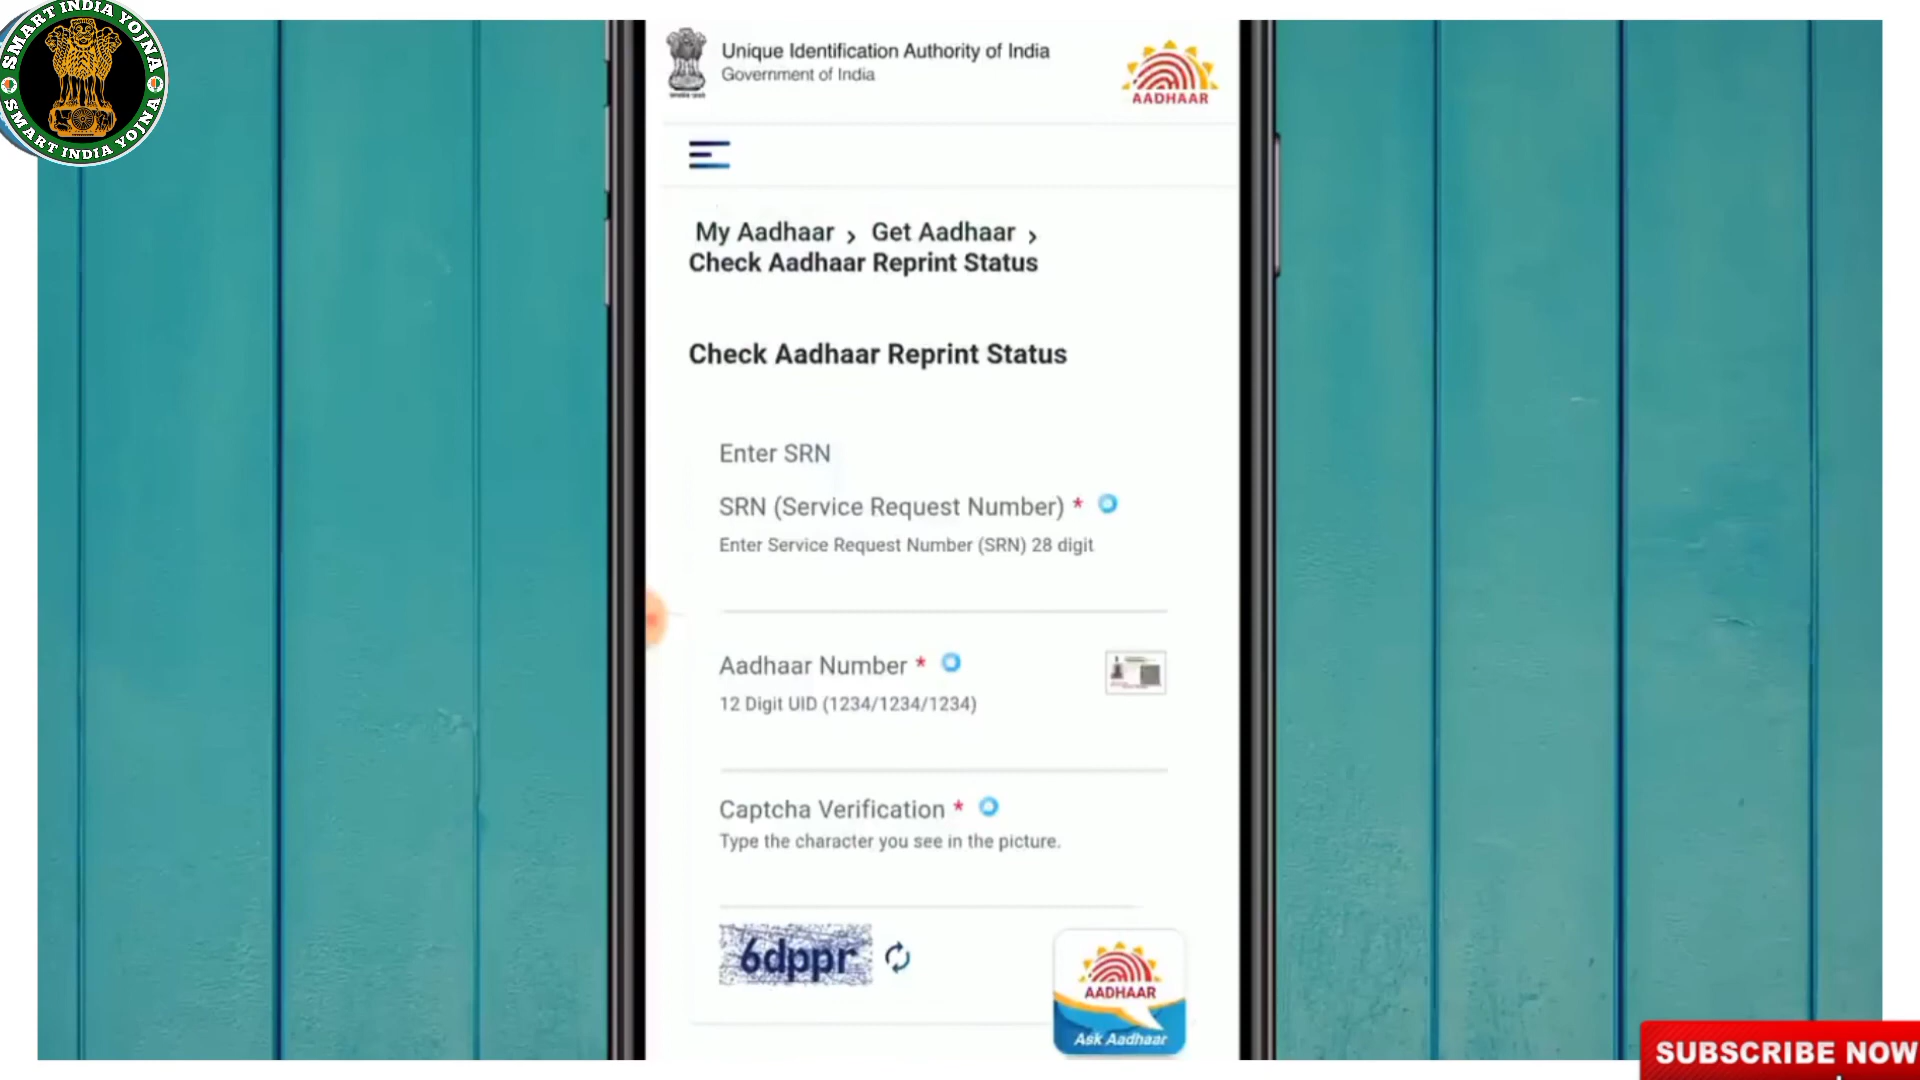 SMART INDIA YOJNA
SMART INDIA YOJNA
Unique Identification Authority of India
Government of India
AADHAAR
My Aadhaar > Get Aadhaar >
Check Aadhaar Reprint Status
Check Aadhaar Reprint Status
Enter SRN
SRN (Service Request Number) *
Enter Service Request Number (SRN) 28 digit
Aadhaar Number *
12 Digit UID (1234/1234/1234)
Captcha Verification *
Type the character you see in the picture.
6dppr
AADHAAR
Ask Aadhaar
SUBSCRIBE NOW